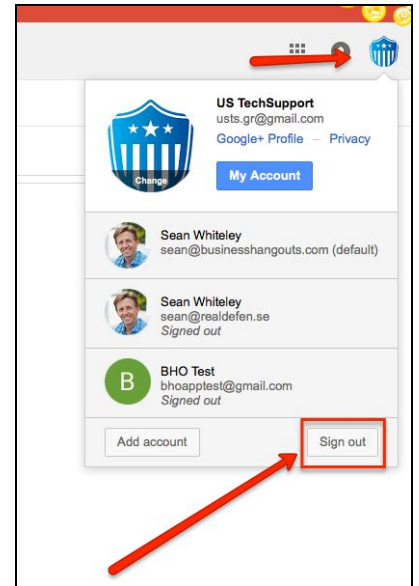 US TechSupport
usts.gr@gmail.com
Google+ Profile – Privacy
Change
My Account
Sean Whiteley
sean@businesshangouts.com (default)
Sean Whiteley
sean@realdefen.se
Signed out
B
BHO Test
bhoapptest@gmail.com
Signed out
Add account
Sign out